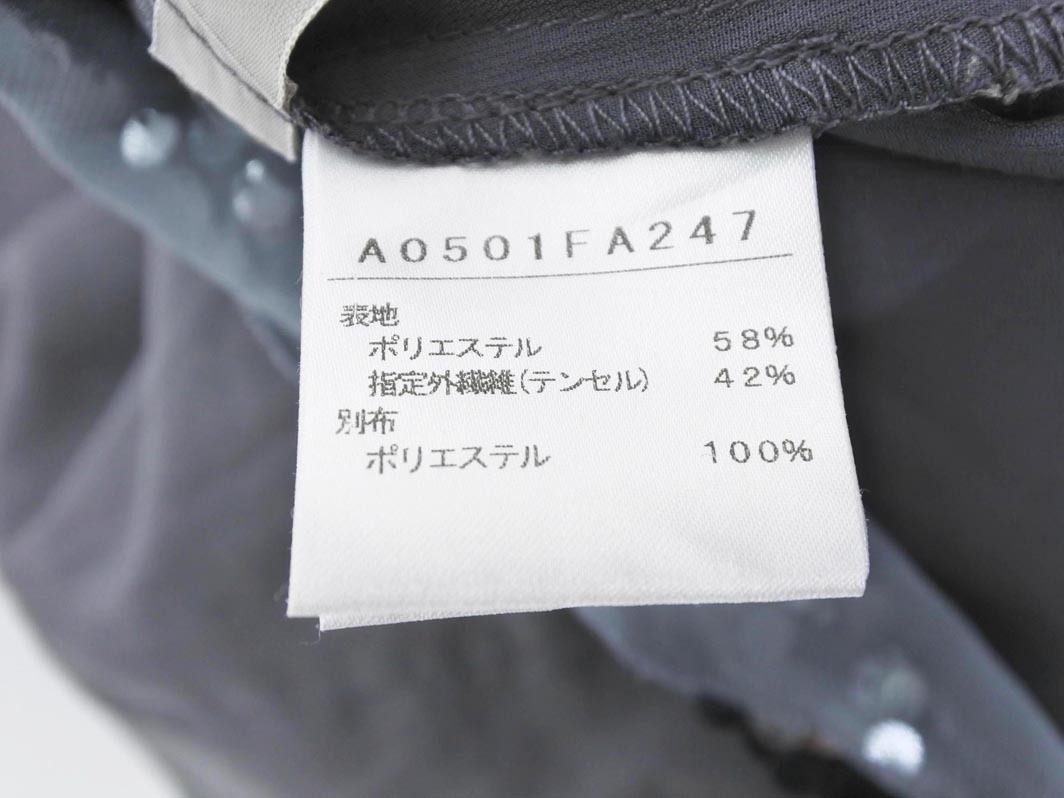 A0501FA247
表地
ポリエステル 58%
指定外繊維(テンセル) 42%
別布
ポリエステル 100%